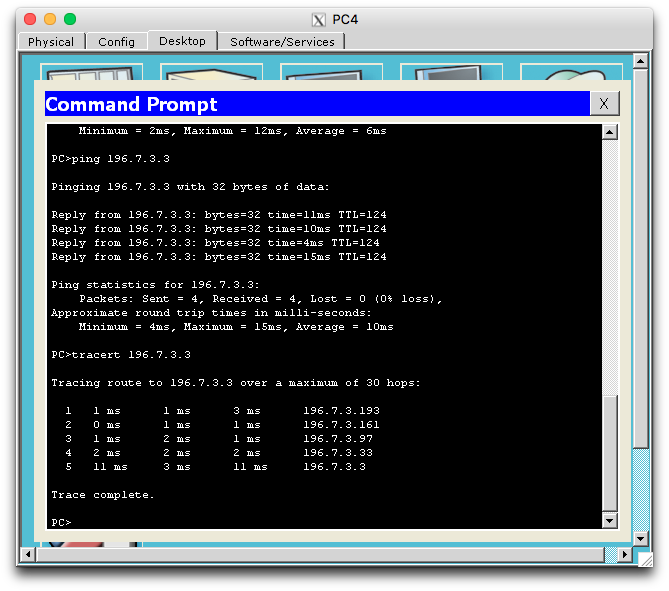 PC4
Physical
Config
Desktop
Software/Services
Command Prompt
X
Minimum = 2ms, Maximum = 12ms, Average = 6ms
PC>ping 196.7.3.3
Pinging 196.7.3.3 with 32 bytes of data:
Reply from 196.7.3.3: bytes=32 time=11ms TTL=124
Reply from 196.7.3.3: bytes=32 time=10ms TTL=124
Reply from 196.7.3.3: bytes=32 time=4ms TTL=124
Reply from 196.7.3.3: bytes=32 time=15ms TTL=124
Ping statistics for 196.7.3.3:
Packets: Sent = 4, Received = 4, Lost = 0 (0% loss),
Approximate round trip times in milli-seconds:
Minimum = 4ms, Maximum = 15ms, Average = 10ms
PC>tracert 196.7.3.3
Tracing route to 196.7.3.3 over a maximum of 30 hops:
1 1 ms 1 ms 3 ms 196.7.3.193
2 0 ms 1 ms 1 ms 196.7.3.161
3 1 ms 2 ms 1 ms 196.7.3.97
4 2 ms 2 ms 2 ms 196.7.3.33
5 11 ms 3 ms 11 ms 196.7.3.3
Trace complete.
PC>